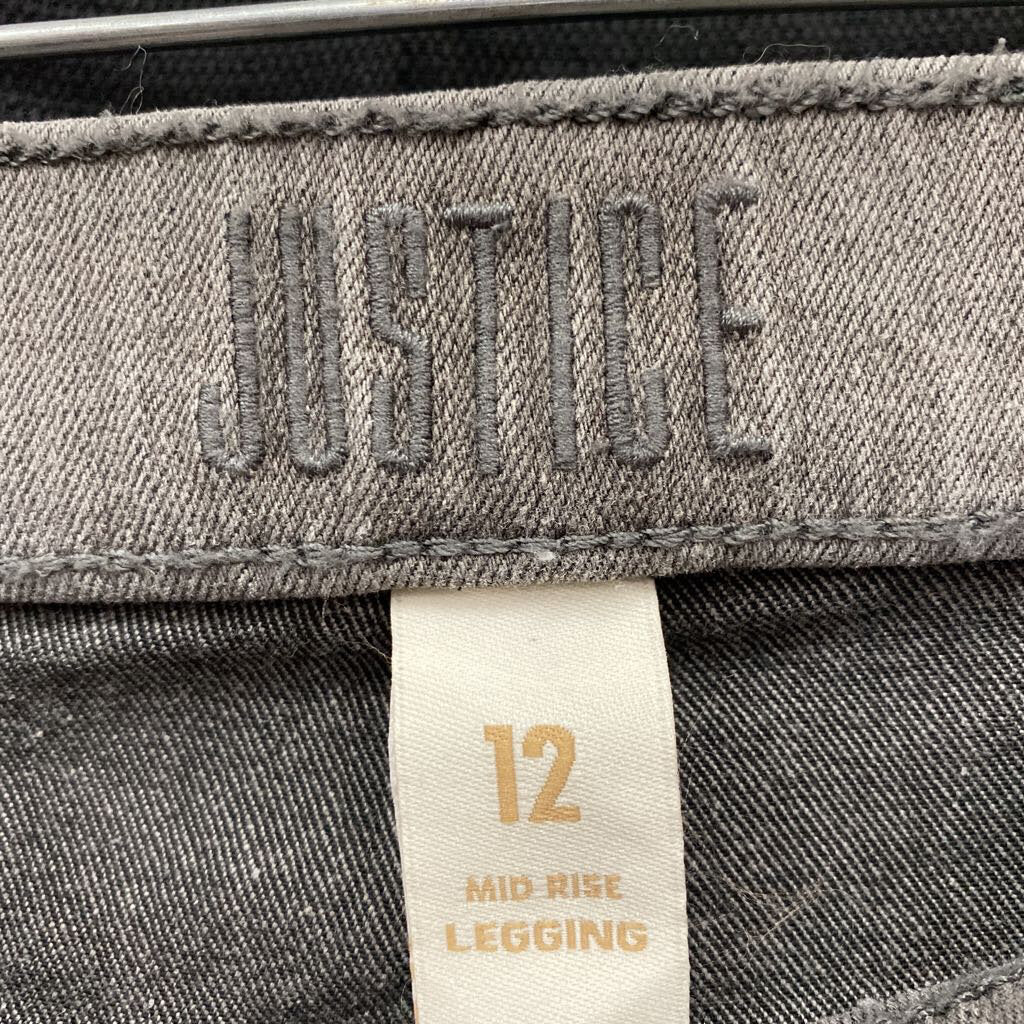 JUSTICE
12
MID RISE
LEGGING